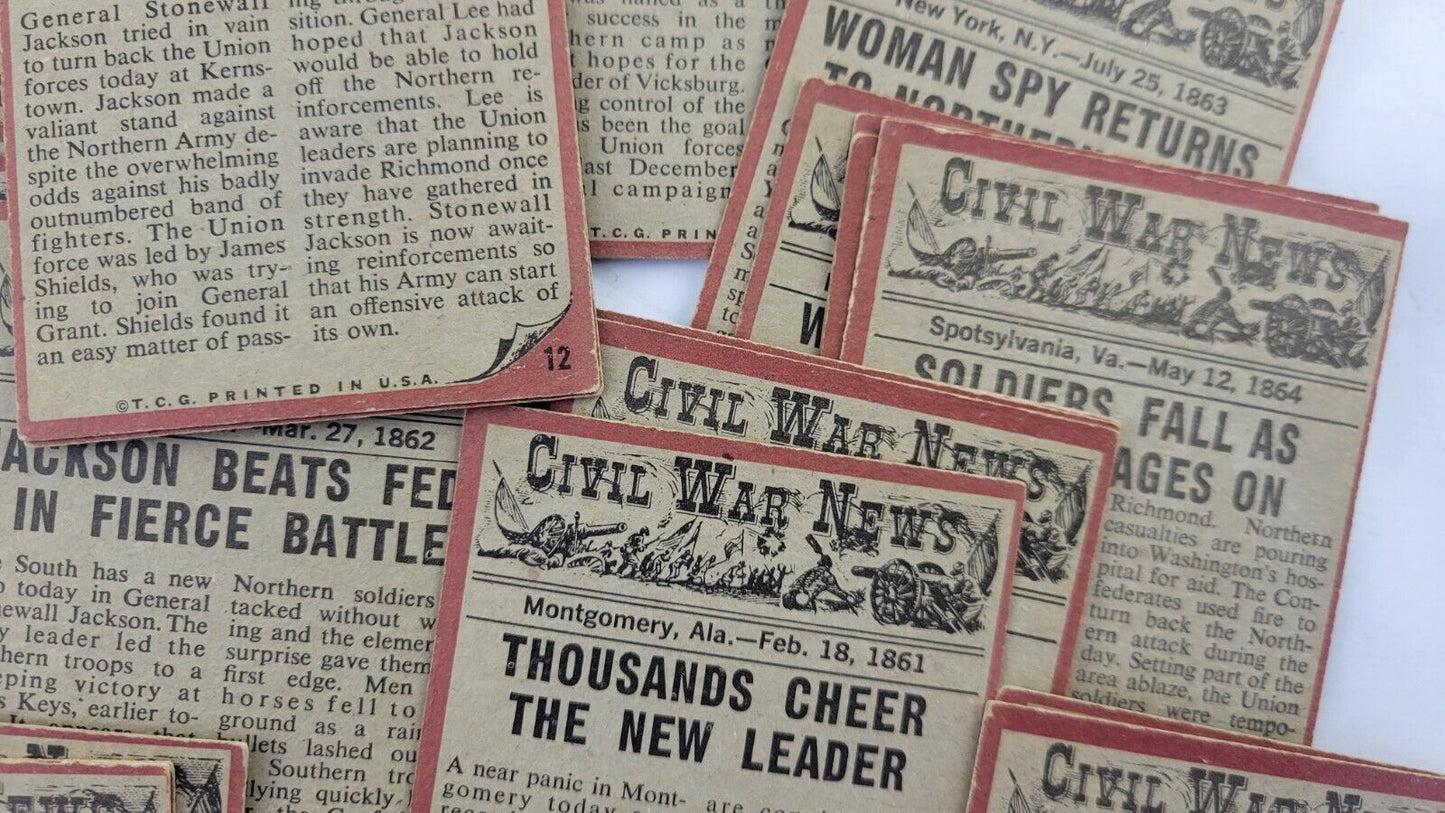 General Stonewall
Jackson tried in vain
to turn back the Union
forces today at Kerns-
town. Jackson made a
valiant stand against
the Northern Army de-
spite the overwhelming
odds against his badly
outnumbered band of
fighters. The Union
force was led by James
Shields, who was try-
ing to join General
Grant. Shields found it
an easy matter of pass-
sition. General Lee had
hoped that Jackson
would be able to hold
off the Northern re-
inforcements. Lee is
aware that the Union
leaders are planning to
invade Richmond once
they have gathered in
strength. Stonewall
Jackson is now await-
ing reinforcements so
that his Army can start
an offensive attack of
its own.
©T.C.G. PRINTED IN U.S.A.
12
success in the
camp as
hopes for the
of Vicksburg.
control of the
been the goal
Union forces
December
campaign
T.C.G. PRIN
New York, N.Y.—July 25, 1863
WOMAN SPY RETURNS
TO
CIVIL WAR NEWS
Spotsylvania, Va.—May 12, 1864
SOLDIERS FALL AS
ON
Richmond. Northern
casualties are pouring
into Washington's hos-
pital for aid. The Con-
federates used fire to
turn back the North-
ern attack during the
day. Setting part of the
area ablaze, the Union
soldiers were tempo-
CIVIL WAR NEWS
CIVIL WAR NEWS
Montgomery, Ala.—Feb. 18, 1861
THOUSANDS CHEER
THE NEW LEADER
A near panic in Mont-
gomery today
are
Mar. 27, 1862
JACKSON BEATS FED
IN FIERCE BATTLE
South has a new
today in General
Jackson. The
leader led the
troops to a
victory at
Keys, earlier to-
Northern soldiers
tacked without w
ing and the elemen
surprise gave them
first edge. Men
horses fell to
ground as a rain
lashed ou
Southern tro
quickly
CIVIL WAR NEWS